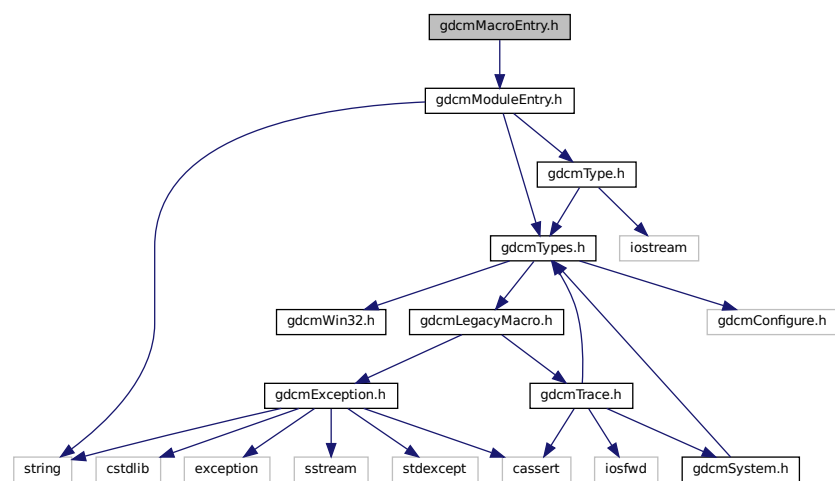 gdcmMacroEntry.h
gdcmModuleEntry.h
gdcmType.h
gdcmTypes.h
iostream
gdcmWin32.h
gdcmLegacyMacro.h
gdcmConfigure.h
gdcmException.h
gdcmTrace.h
string
cstdlib
exception
sstream
stdexcept
cassert
iosfwd
gdcmSystem.h